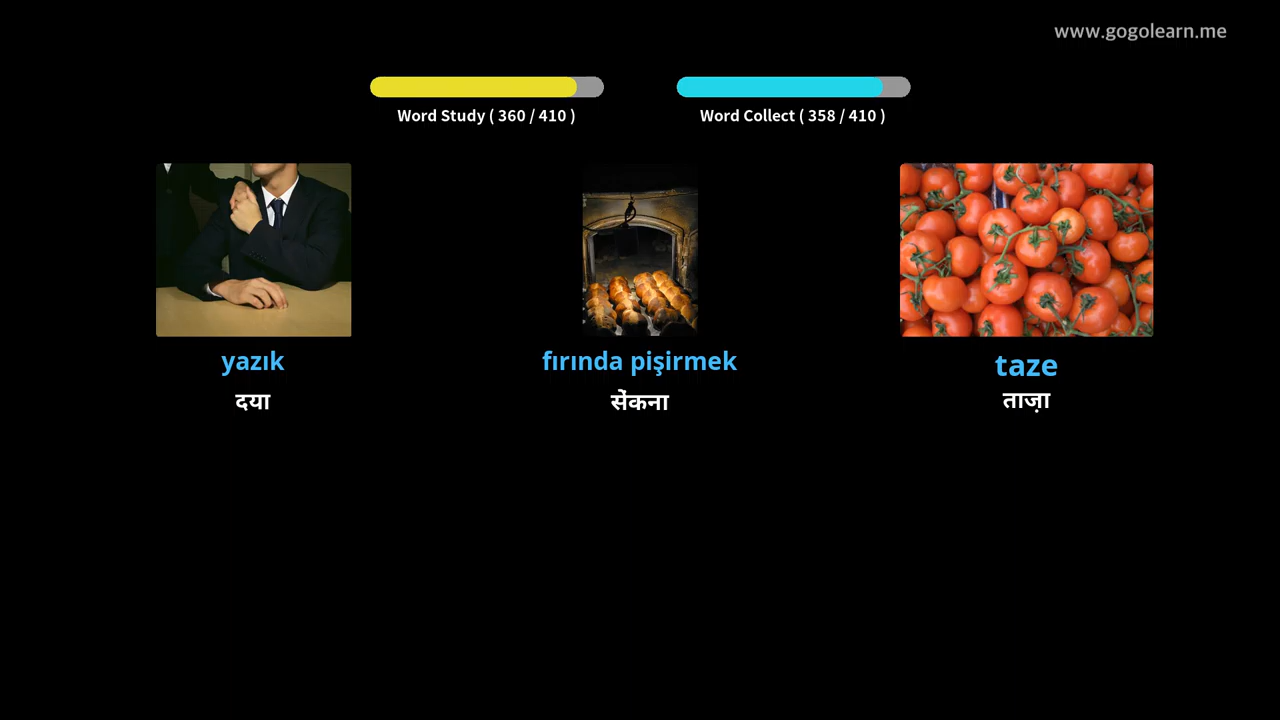 www.gogolearn.me
Word Study ( 360 / 410 )
Word Collect ( 358 / 410 )
yazık
fırında pişirmek
taze
दया
सेंकना
ताज़ा